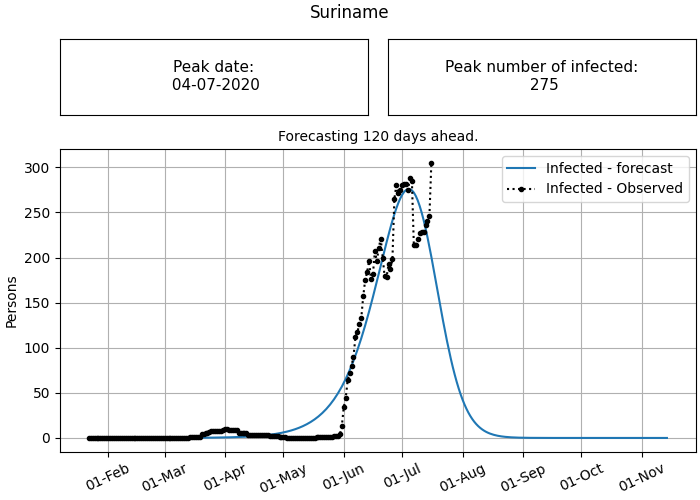 Suriname
Peak date:
04-07-2020
Peak number of infected:
275
Forecasting 120 days ahead.
Infected - forecast
Infected - Observed
Persons
300
250
200
150
100
50
0
01-Feb
01-Mar
01-Apr
01-May
01-Jun
01-Jul
01-Aug
01-Sep
01-Oct
01-Nov